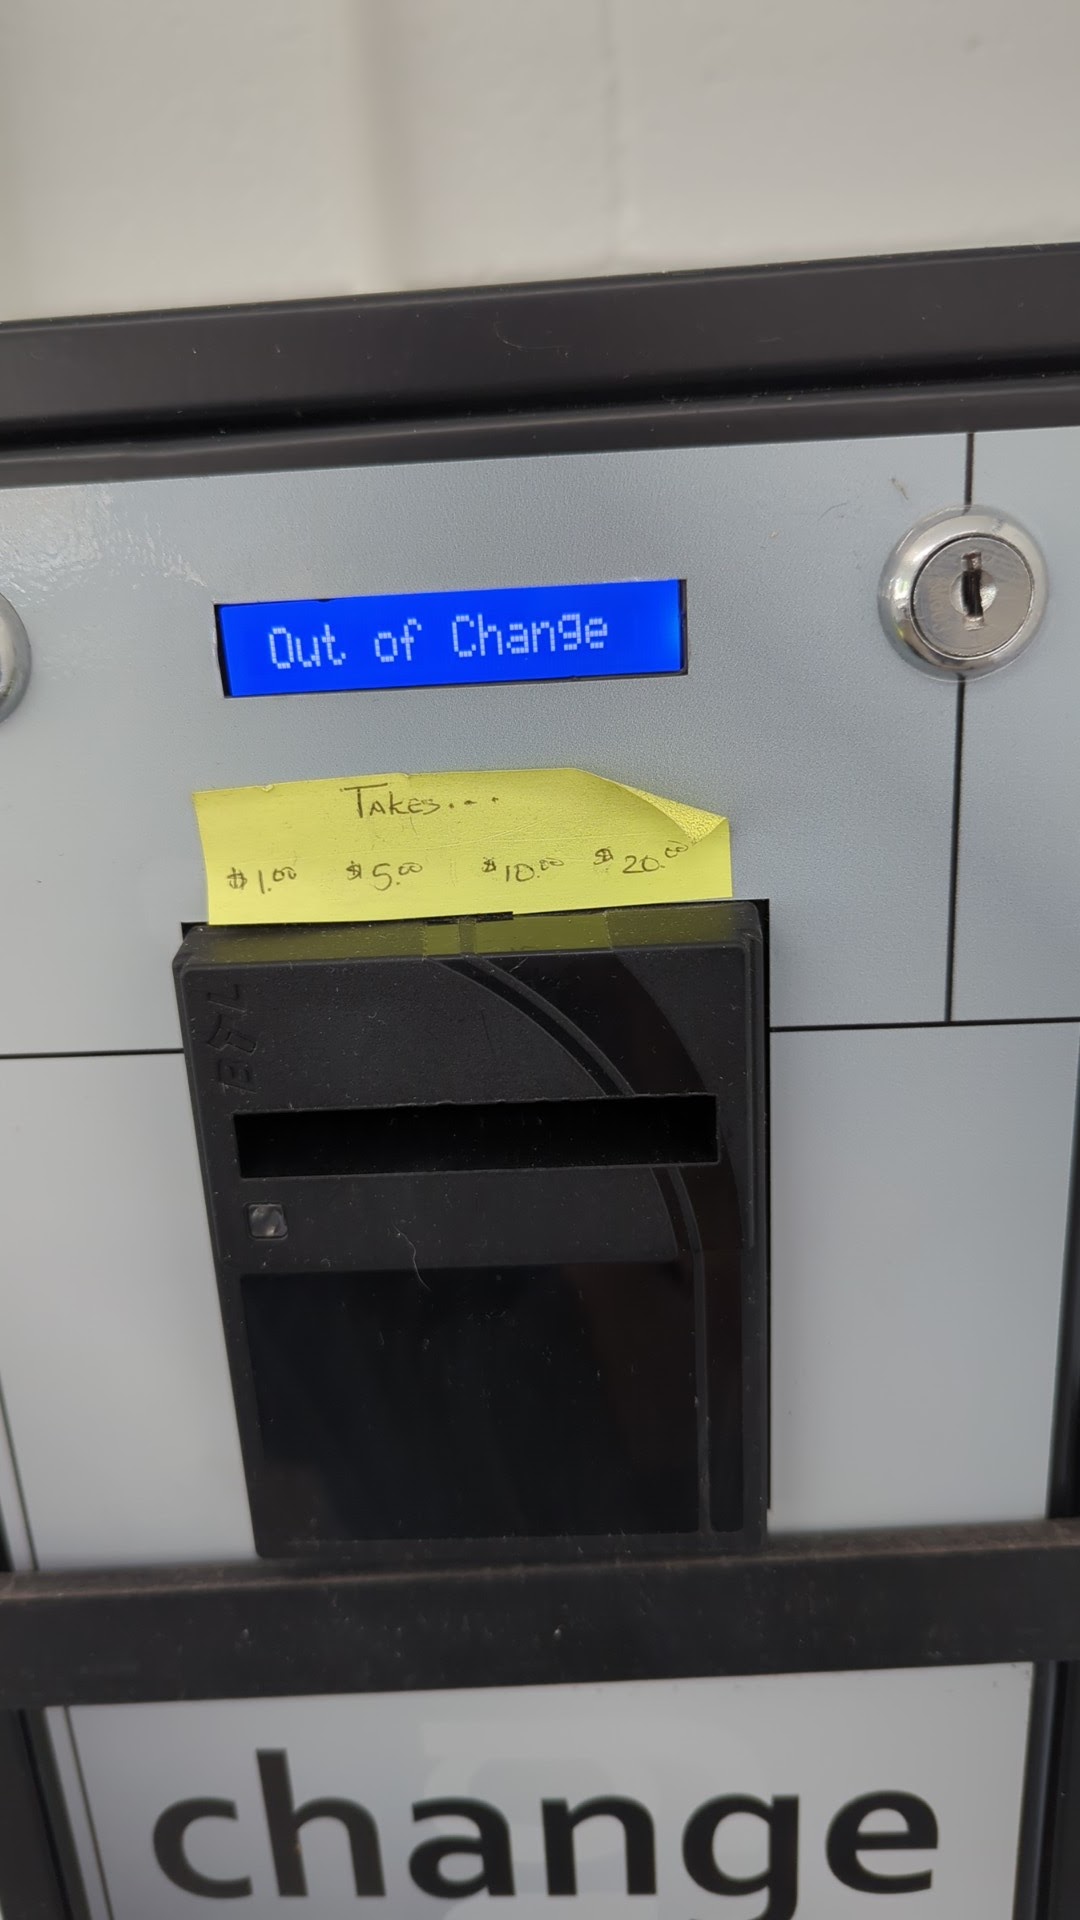 Out of Change
TAKES...
$1.00 $5.00 $10.00 $20.00
change